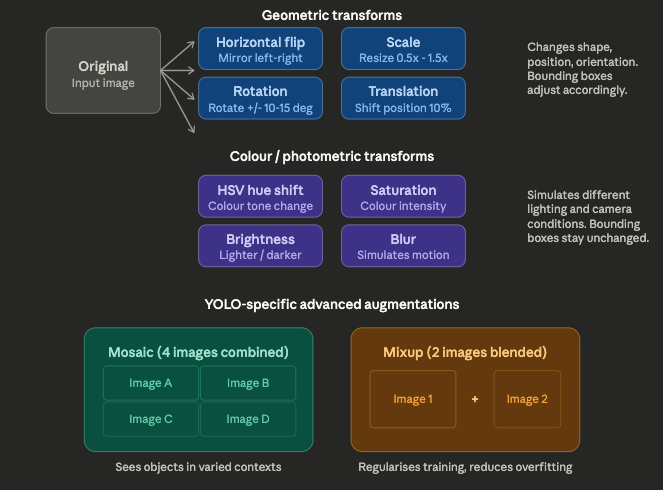 Geometric transforms
Original
Input image
Horizontal flip
Mirror left-right
Scale
Resize 0.5x - 1.5x
Rotation
Rotate +/- 10-15 deg
Translation
Shift position 10%
Changes shape,
position, orientation.
Bounding boxes
adjust accordingly.
Colour / photometric transforms
HSV hue shift
Colour tone change
Saturation
Colour intensity
Brightness
Lighter / darker
Blur
Simulates motion
Simulates different
lighting and camera
conditions. Bounding
boxes stay unchanged.
YOLO-specific advanced augmentations
Mosaic (4 images combined)
Image A
Image B
Image C
Image D
Sees objects in varied contexts
Mixup (2 images blended)
Image 1
+
Image 2
Regularises training, reduces overfitting